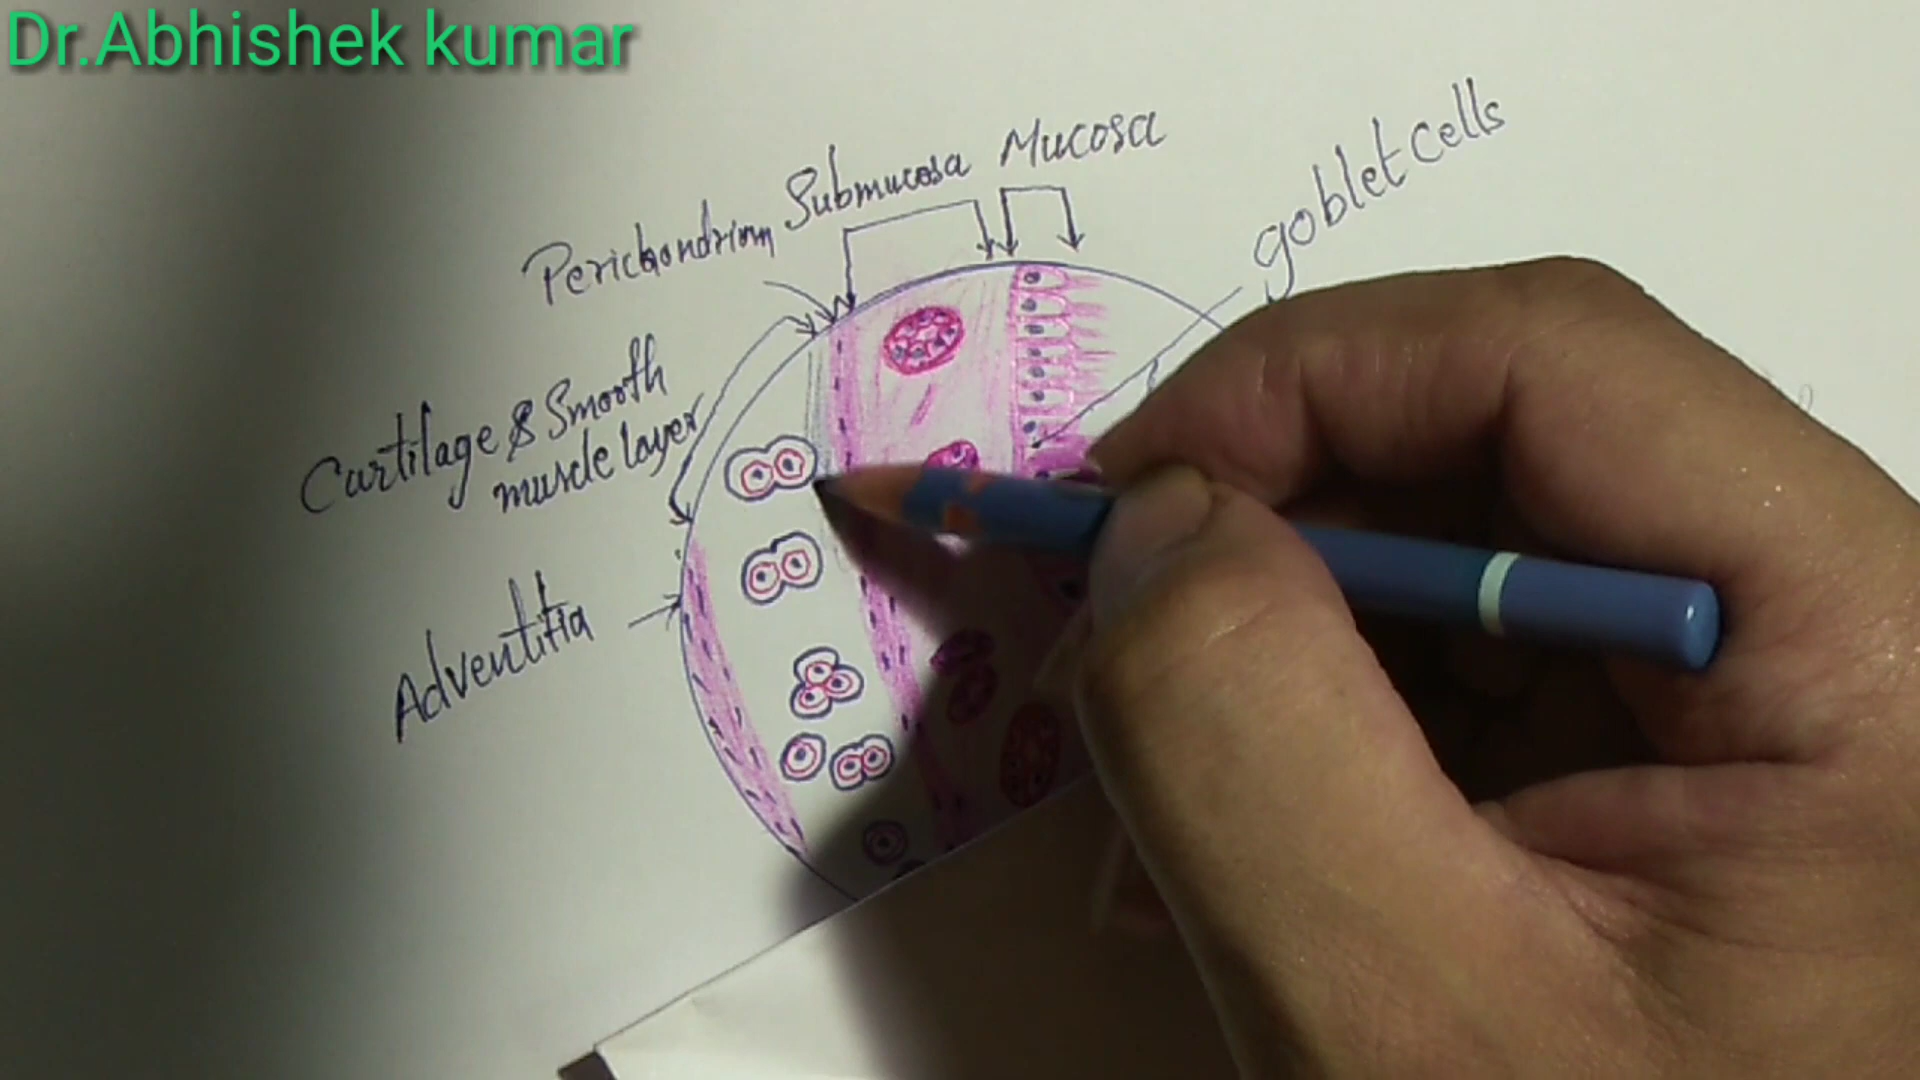 Dr.Abhishek kumar
Mucosa
Submucosa
goblet cells
Perichondrium
Cartilage & Smooth
muscle layer
Adventitia